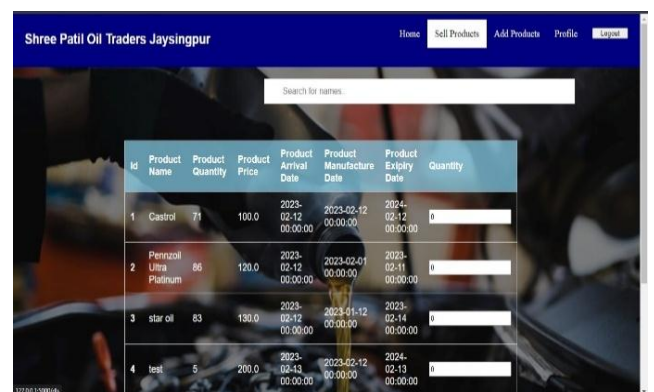 Shree Patil Oil Traders Jaysingpur
Home Sell Products Add Products Profile Logout
Search for names..
Id Product Name Product Quantity Product Price Product Arrival Date Product Manufacture Date Product Exipiry Date Quantity
1 Castrol 71 100.0 2023-02-12 00:00:00 2023-02-12 00:00:00 2024-02-12 00:00:00 0
2 Pennzoil Ultra Platinum 86 120.0 2023-02-12 00:00:00 2023-02-01 00:00:00 2023-02-11 00:00:00 0
3 star oil 83 130.0 2023-02-12 00:00:00 2023-01-12 00:00:00 2023-02-14 00:00:00 0
4 test 5 200.0 2023-02-13 00:00:00 2023-02-12 00:00:00 2024-02-13 00:00:00 0